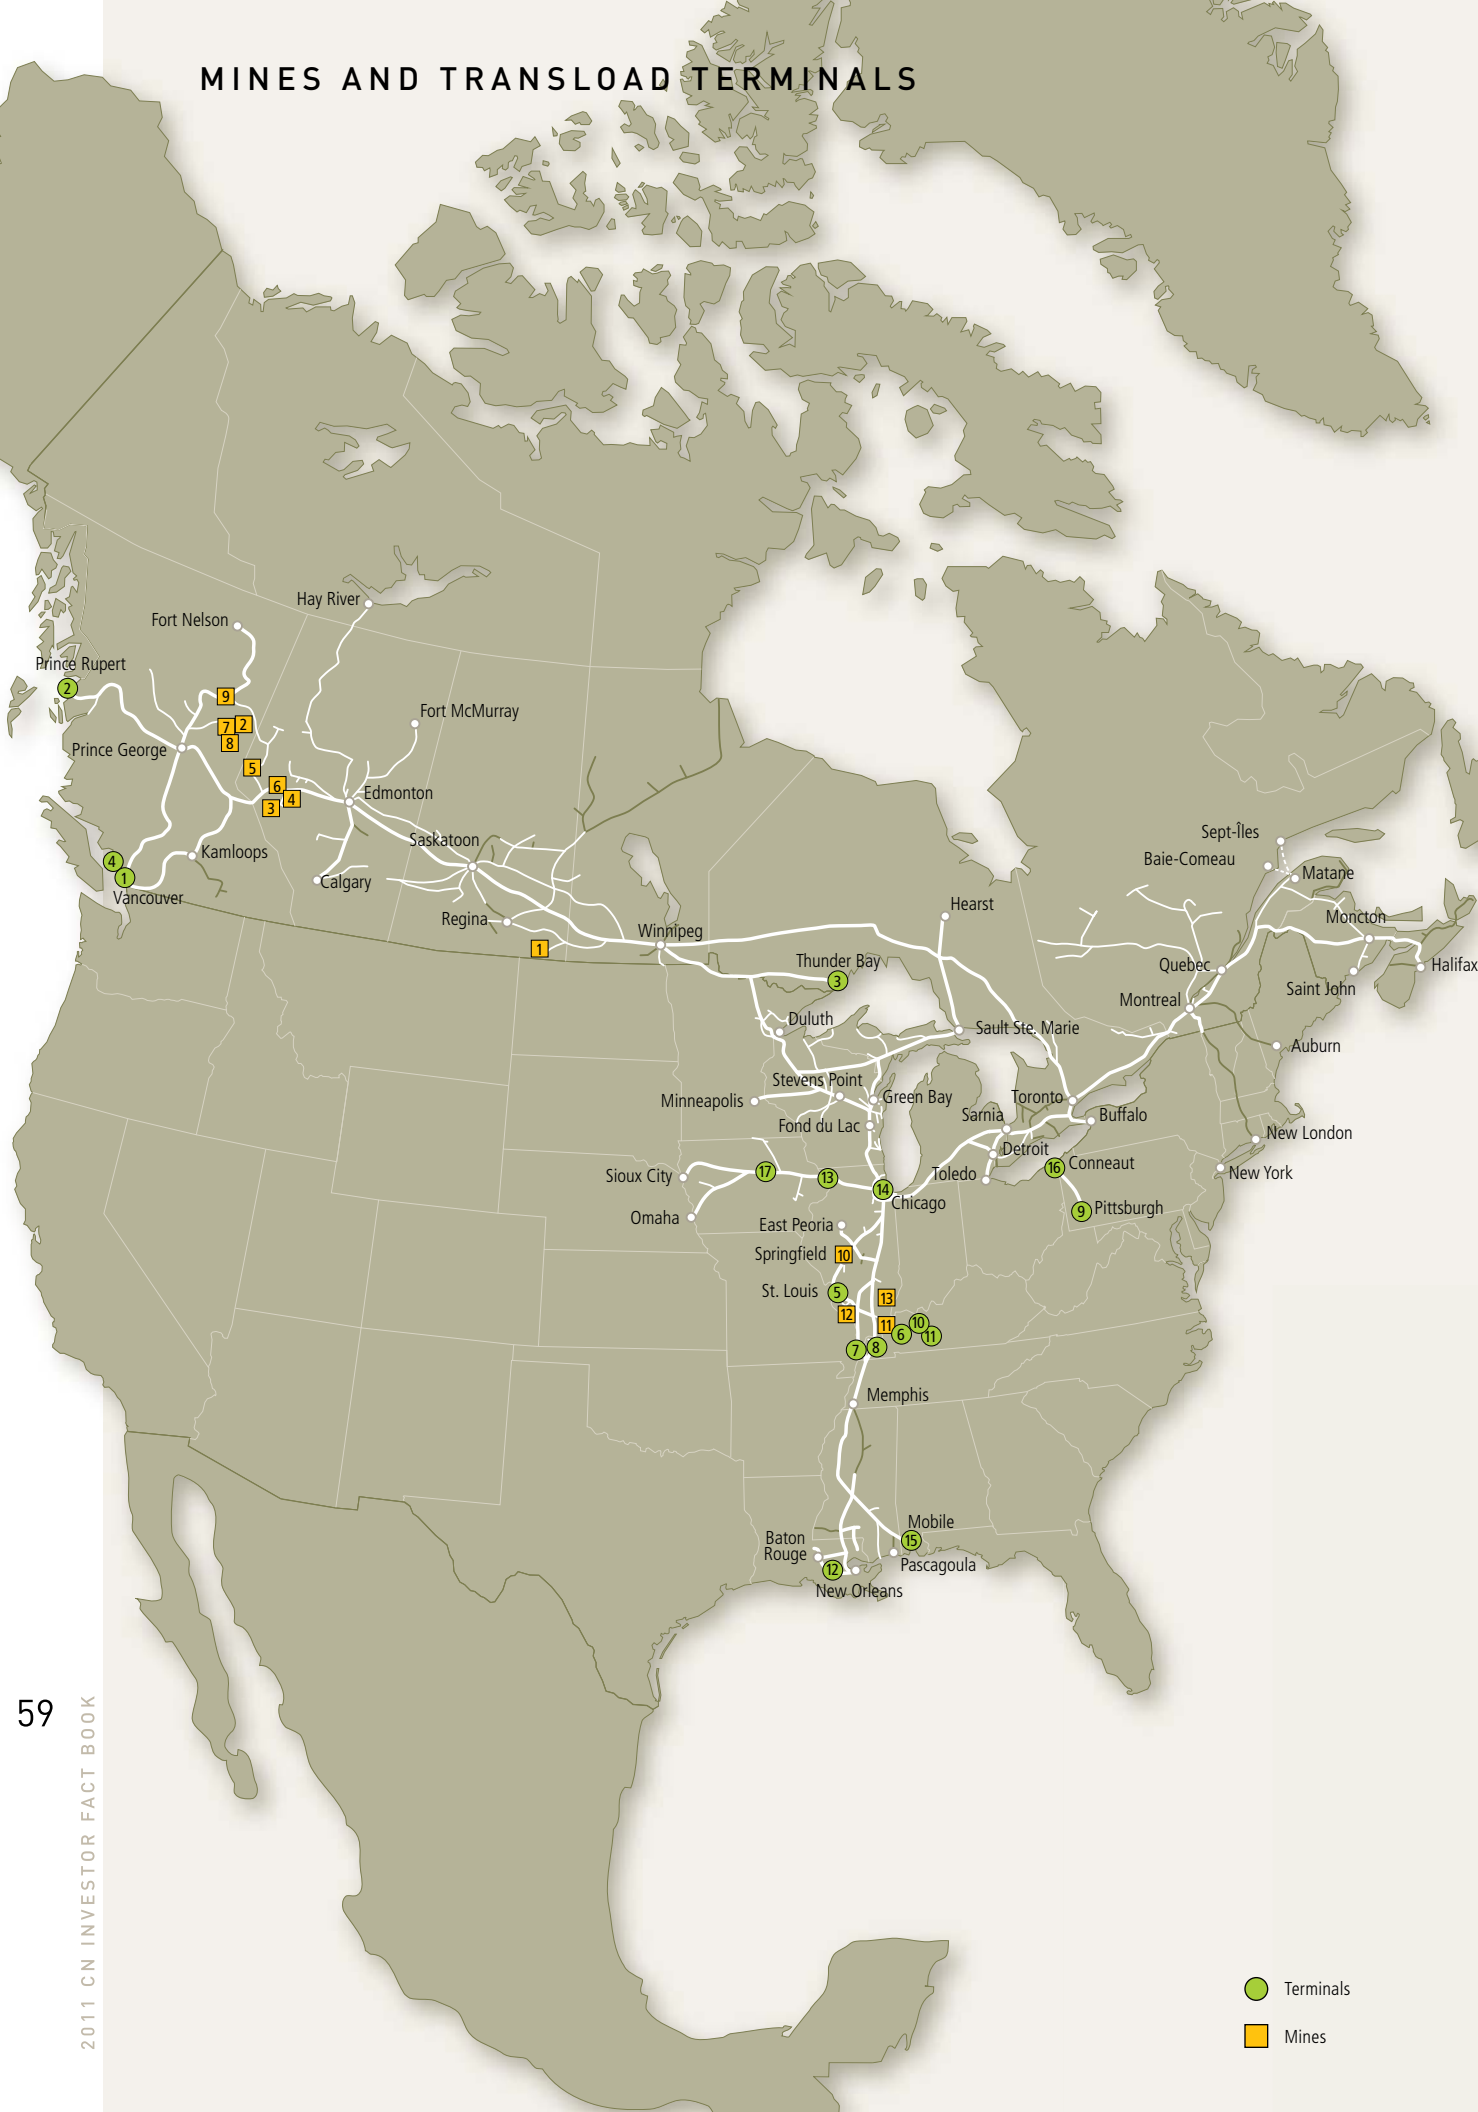 MINES AND TRANSLOAD TERMINALS
Hay River
Fort Nelson
Prince Rupert
2
9
Fort McMurray
7
2
8
Prince George
5
6
4
3
Edmonton
Saskatoon
Sept-Îles
Baie-Comeau
Matane
4
1
Kamloops
Vancouver
Calgary
Hearst
Regina
Winnipeg
Moncton
1
Thunder Bay
3
Quebec
Halifax
Saint John
Montreal
Duluth
Sault Ste. Marie
Auburn
Stevens Point
Minneapolis
Green Bay
Toronto
Sarnia
Buffalo
Fond du Lac
New London
Detroit
Sioux City
17
13
14
Toledo
16
Conneaut
New York
Chicago
Omaha
East Peoria
9
Pittsburgh
Springfield
10
St. Louis
5
13
12
11
6
10
11
7
8
Memphis
Mobile
15
Baton
Rouge
12
Pascagoula
New Orleans
59
2011 CN INVESTOR FACT BOOK
Terminals
Mines